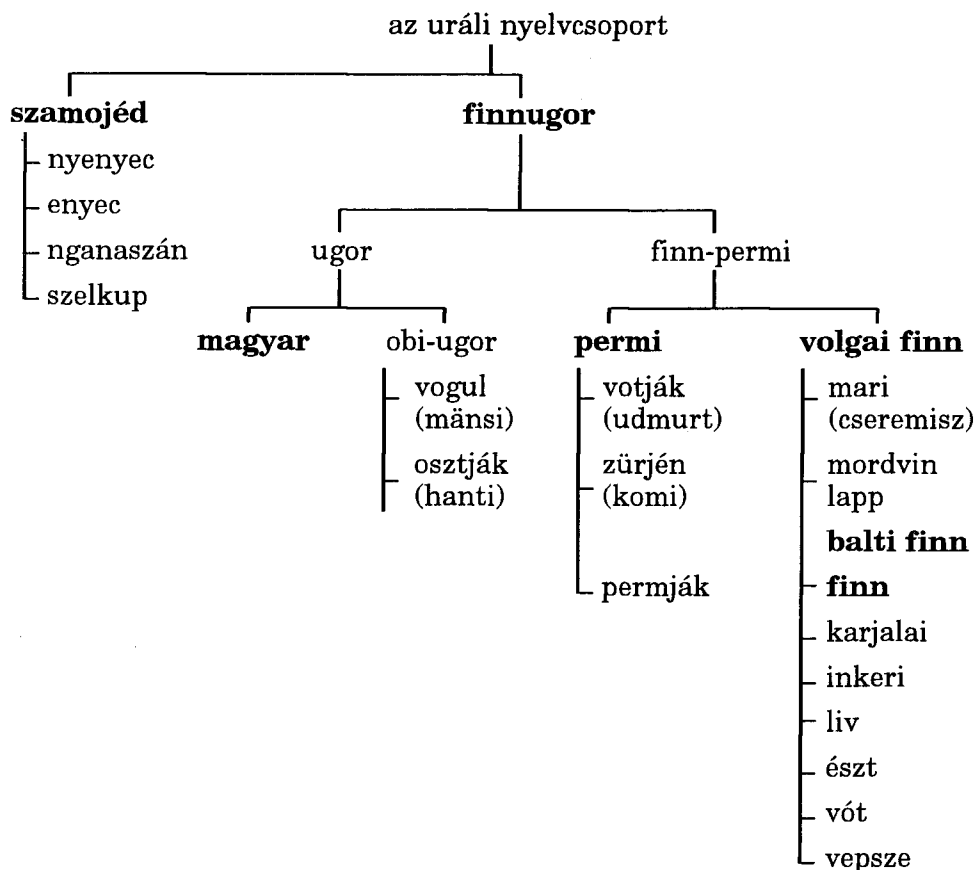 az uráli nyelvcsoport
szamojéd
finnugor
nyenyec
enyec
nganaszán
szelkup
ugor
finn-permi
magyar
obi-ugor
vogul
(mänsi)
osztják
(hanti)
permi
votják
(udmurt)
zürjén
(komi)
permják
volgai finn
mari
(cseremisz)
mordvin
lapp
balti finn
finn
karjalai
inkeri
liv
észt
vót
vepsze